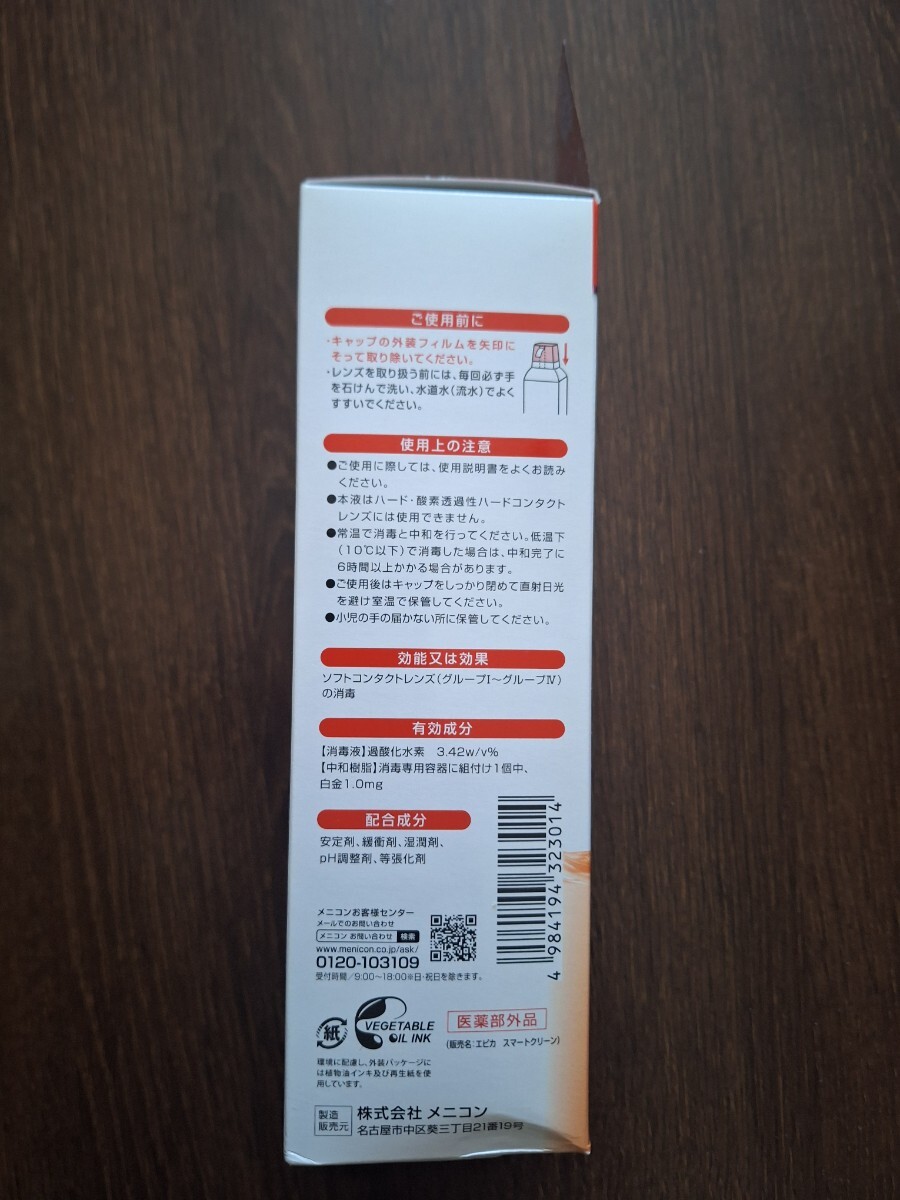 ご使用前に
・キャップの外装フィルムを矢印に
そって取り除いてください。
・レンズを取り扱う前には、毎回必ず手
を石けんで洗い、水道水（流水）でよく
すすいでください。
使用上の注意
●ご使用に際しては、使用説明書をよくお読み
ください。
●本液はハード・酸素透過性ハードコンタクト
レンズには使用できません。
●常温で消毒と中和を行ってください。低温下
（10℃以下）で消毒した場合は、中和完了に
6時間以上かかる場合があります。
●ご使用後はキャップをしっかり閉めて直射日光
を避け室温で保管してください。
●小児の手の届かない所に保管してください。
効能又は効果
ソフトコンタクトレンズ（グループⅠ～グループⅣ）
の消毒
有効成分
【消毒液】過酸化水素　3.42w/v%
【中和樹脂】消毒専用容器に組付け1個中、
白金1.0mg
配合成分
安定剤、緩衝剤、湿潤剤、
pH調整剤、等張化剤
4 984194 323014
メニコンお客様センター
メールでのお問い合わせ
メニコン お問い合わせ 検索
www.menicon.co.jp/ask/
0120-103109
受付時間／9:00～18:00※日・祝日を除きます。
紙
VEGETABLE
OIL INK
医薬部外品
（販売名：エピカ　スマートクリーン）
環境に配慮し、外装パッケージに
は植物油インキ及び再生紙を使
用しています。
製造
販売元
株式会社 メニコン
名古屋市中区葵三丁目21番19号